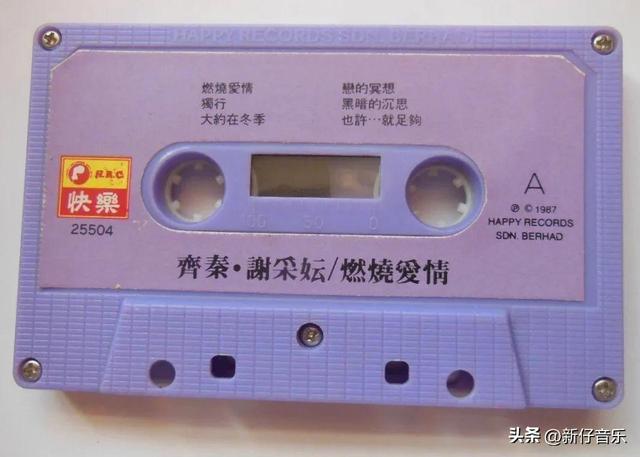 HAPPY RECORDS SDN. BERHAD
燃燒愛情
獨行
大約在冬季
戀的冥想
黑暗的沉思
也許…就足夠
H.R.C.
快樂
25504
100 50 0
A
℗ © 1987
HAPPY RECORDS
SDN. BERHAD
齊秦·謝采妘/燃燒愛情
头条 @新仔音乐